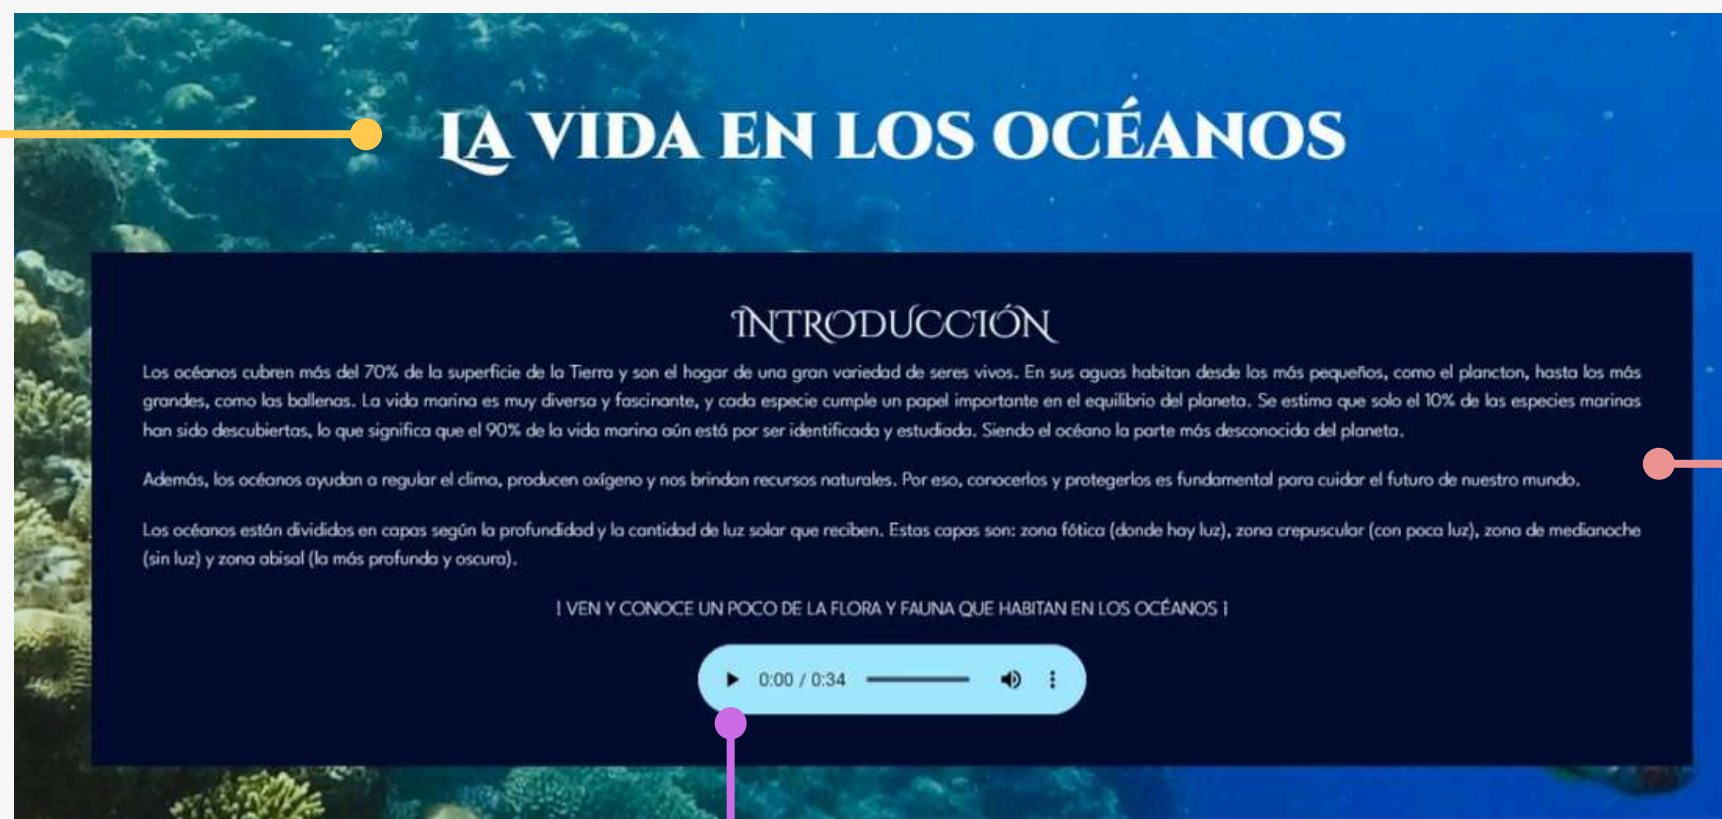 LA VIDA EN LOS OCÉANOS
INTRODUCCIÓN
Los océanos cubren más del 70% de la superficie de la Tierra y son el hogar de una gran variedad de seres vivos. En sus aguas habitan desde los más pequeños, como el plancton, hasta los más
grandes, como las ballenas. La vida marina es muy diversa y fascinante, y cada especie cumple un papel importante en el equilibrio del planeta. Se estima que solo el 10% de las especies marinas
han sido descubiertas, lo que significa que el 90% de la vida marina aún está por ser identificada y estudiada. Siendo el océano la parte más desconocida del planeta.
Además, los océanos ayudan a regular el clima, producen oxígeno y nos brindan recursos naturales. Por eso, conocerlos y protegerlos es fundamental para cuidar el futuro de nuestro mundo.
Los océanos están divididos en capas según la profundidad y la cantidad de luz solar que reciben. Estas capas son: zona fótica (donde hay luz), zona crepuscular (con poca luz), zona de medianoche
(sin luz) y zona abisal (la más profunda y oscura).
! VEN Y CONOCE UN POCO DE LA FLORA Y FAUNA QUE HABITAN EN LOS OCÉANOS ¡
0:00 / 0:34